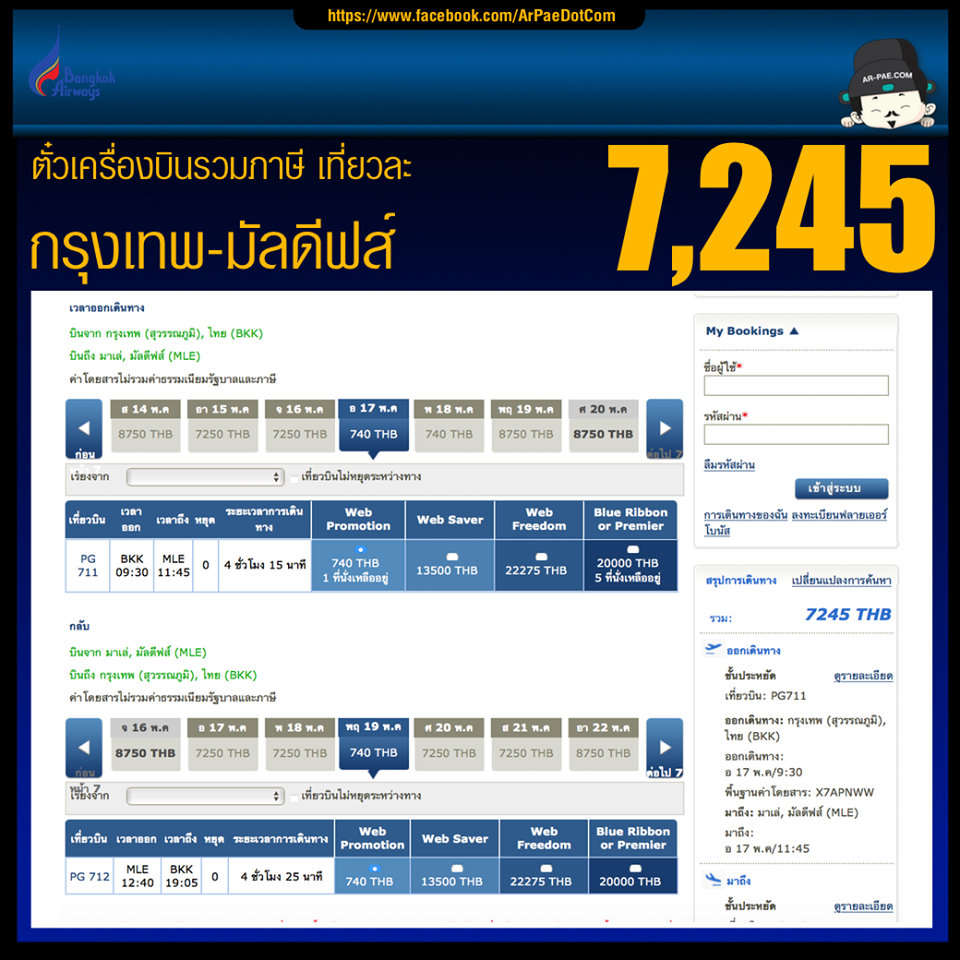 https://www.facebook.com/ArPaeDotCom
Bangkok
Airways
AR-PAE.COM
ตั๋วเครื่องบินรวมภาษี เที่ยวละ
7,245
กรุงเทพ-มัลดีฟส์
เวลาออกเดินทาง
บินจาก กรุงเทพ (สุวรรณภูมิ), ไทย (BKK)
บินถึง มาเล่, มัลดีฟส์ (MLE)
ค่าโดยสารไม่รวมค่าธรรมเนียมรัฐบาลและภาษี
ก่อน
ส 14 พ.ค อา 15 พ.ค จ 16 พ.ค อ 17 พ.ค พ 18 พ.ค พฤ 19 พ.ค ศ 20 พ.ค
8750 THB 7250 THB 7250 THB 740 THB 740 THB 8750 THB 8750 THB
ต่อไป 7
เรียงจาก เที่ยวบินไม่หยุดระหว่างทาง
เที่ยวบิน เวลาออก เวลาถึง หยุด ระยะเวลาการเดินทาง Web Promotion Web Saver Web Freedom Blue Ribbon or Premier
PG 711 BKK 09:30 MLE 11:45 0 4 ชั่วโมง 15 นาที 740 THB 1 ที่นั่งเหลืออยู่ 13500 THB 22275 THB 20000 THB 5 ที่นั่งเหลืออยู่
กลับ
บินจาก มาเล่, มัลดีฟส์ (MLE)
บินถึง กรุงเทพ (สุวรรณภูมิ), ไทย (BKK)
ค่าโดยสารไม่รวมค่าธรรมเนียมรัฐบาลและภาษี
จ 16 พ.ค อ 17 พ.ค พ 18 พ.ค พฤ 19 พ.ค ศ 20 พ.ค ส 21 พ.ค อา 22 พ.ค
8750 THB 7250 THB 7250 THB 740 THB 7250 THB 7250 THB 8750 THB
ก่อน
หน้า 7
ต่อไป 7
เรียงจาก เที่ยวบินไม่หยุดระหว่างทาง
เที่ยวบิน เวลาออก เวลาถึง หยุด ระยะเวลาการเดินทาง Web Promotion Web Saver Web Freedom Blue Ribbon or Premier
PG 712 MLE 12:40 BKK 19:05 0 4 ชั่วโมง 25 นาที 740 THB 13500 THB 22275 THB 20000 THB
My Bookings ▲
ชื่อผู้ใช้*
รหัสผ่าน*
ลืมรหัสผ่าน
เข้าสู่ระบบ
การเดินทางของฉัน ลงทะเบียนฟลายเออร์
โบนัส
สรุปการเดินทาง เปลี่ยนแปลงการค้นหา
รวม: 7245 THB
ออกเดินทาง
ชั้นประหยัด ดูรายละเอียด
เที่ยวบิน: PG711
ออกเดินทาง: กรุงเทพ (สุวรรณภูมิ),
ไทย (BKK)
ออกเดินทาง:
อ 17 พ.ค/9:30
พื้นฐานค่าโดยสาร: X7APNWW
มาถึง: มาเล่, มัลดีฟส์ (MLE)
มาถึง:
อ 17 พ.ค/11:45
มาถึง
ชั้นประหยัด ดูรายละเอียด